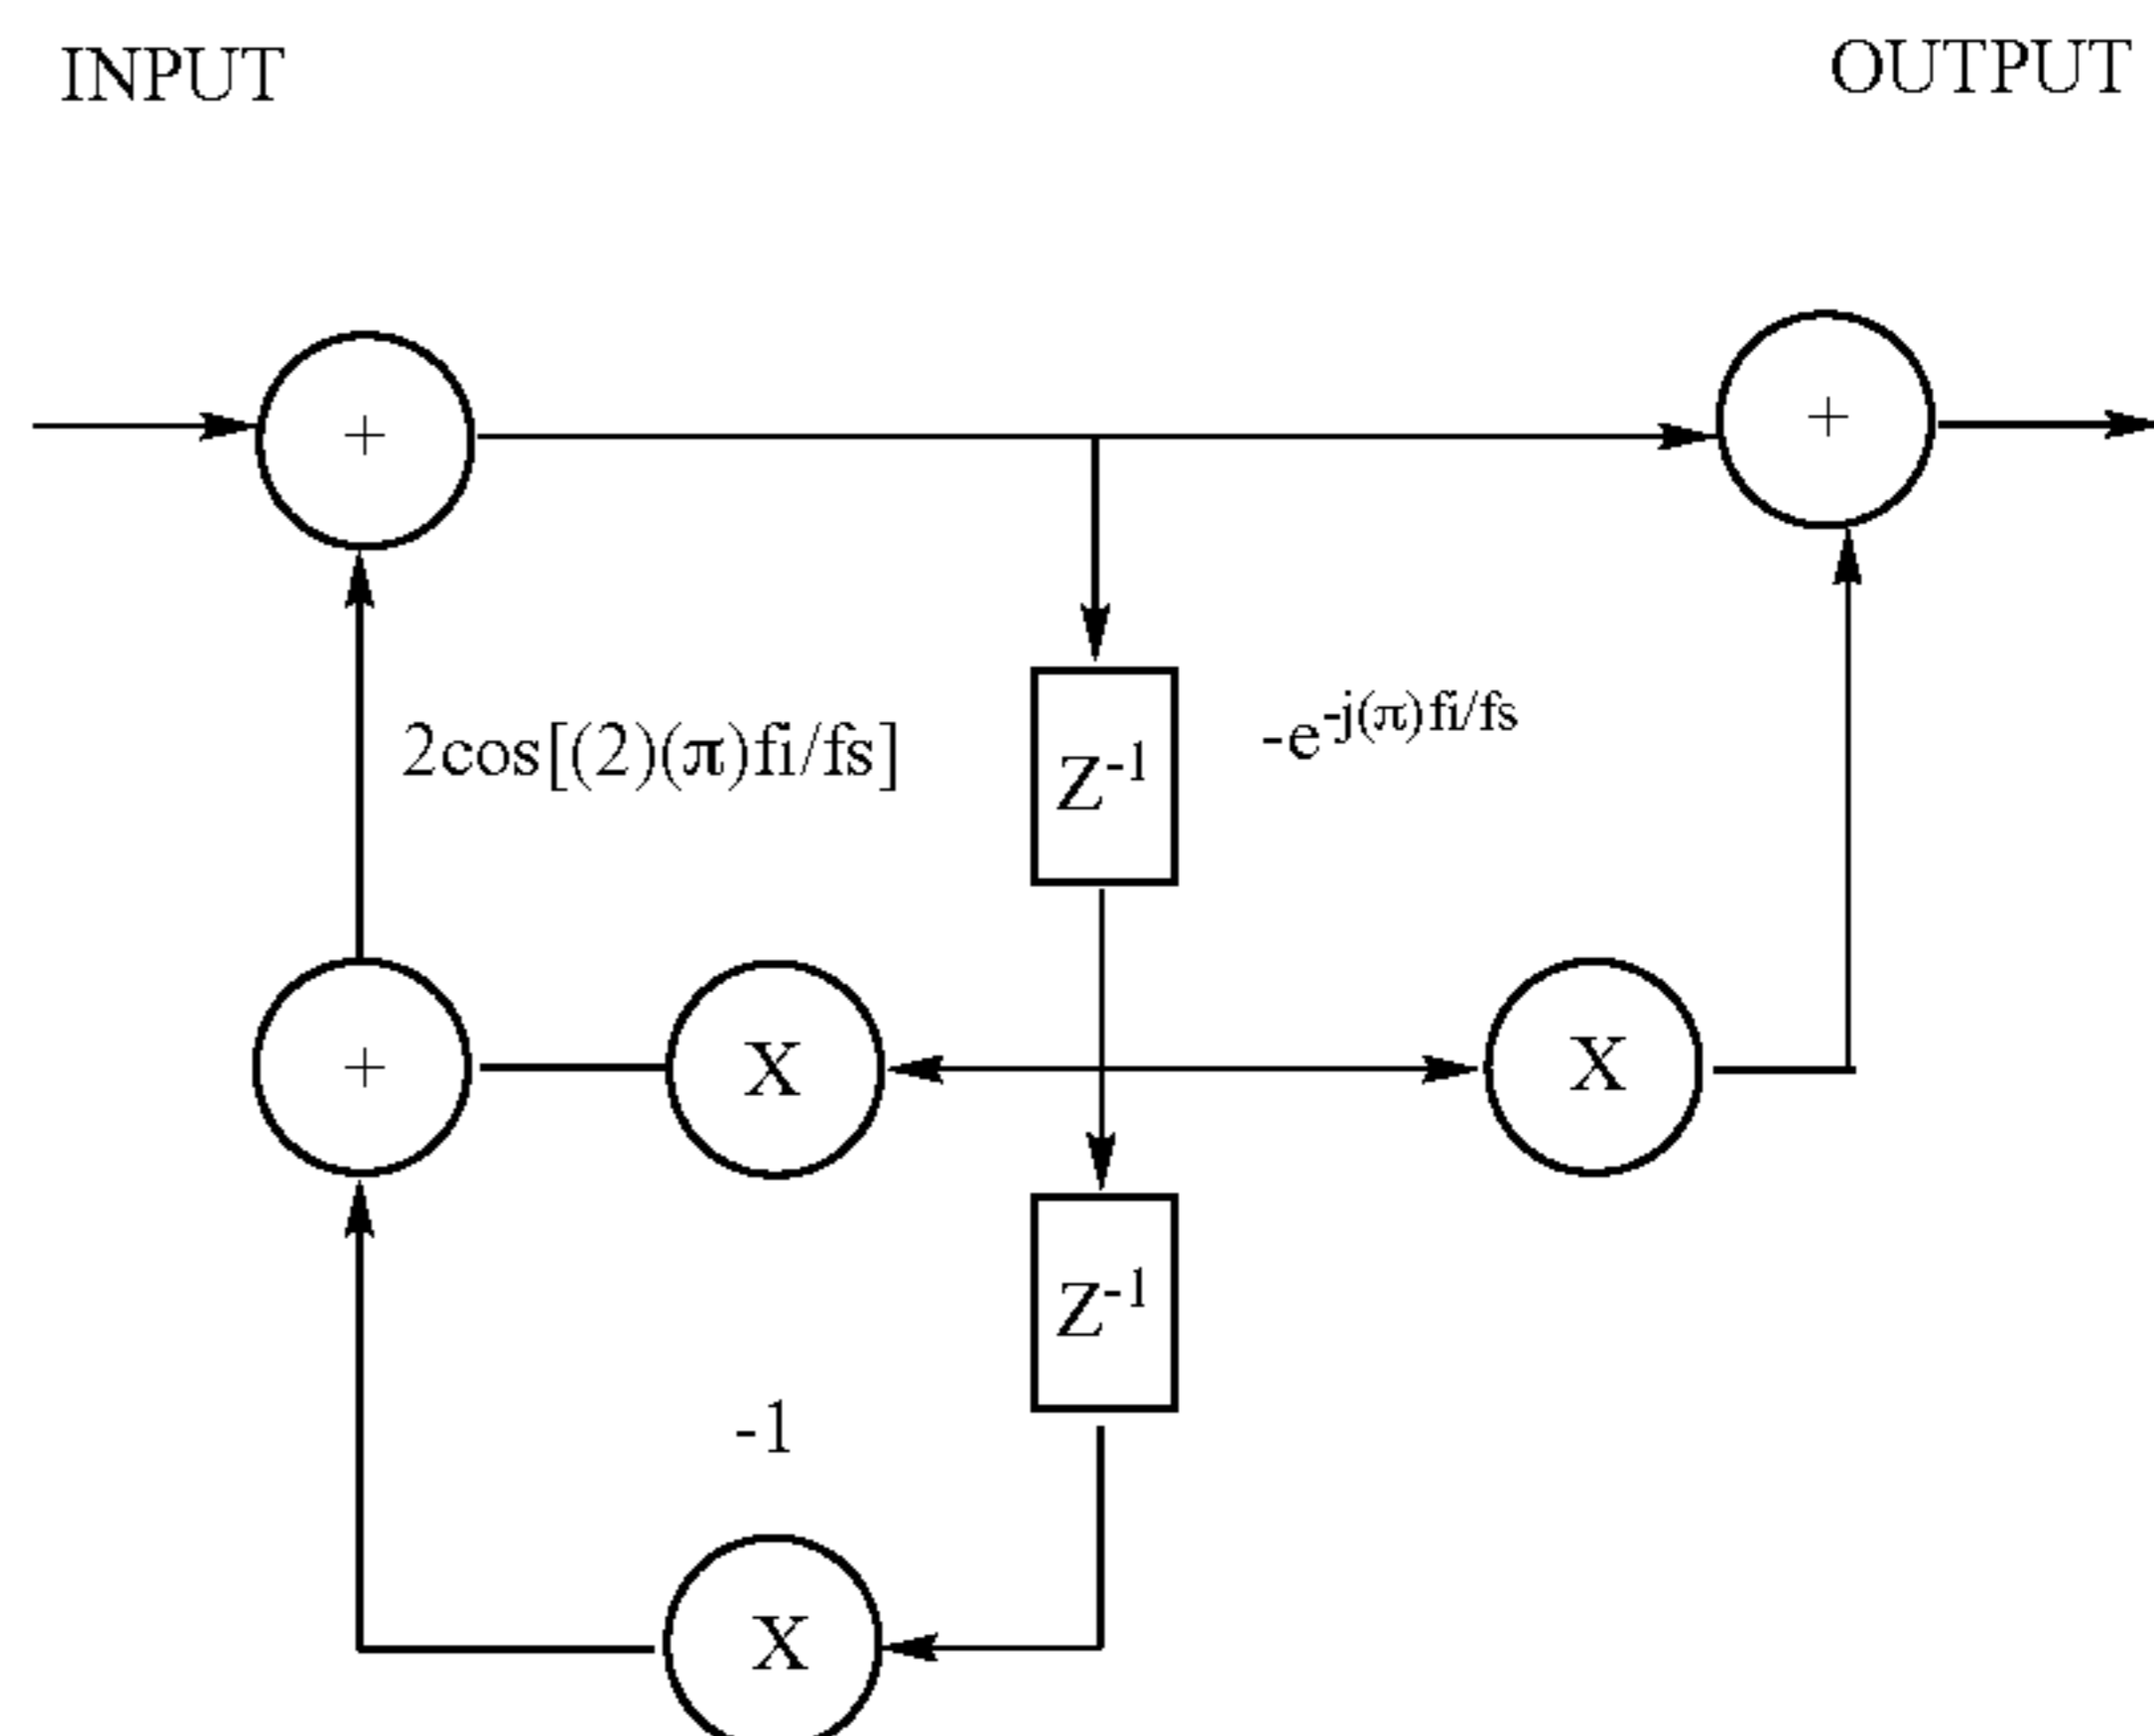 INPUT
OUTPUT
+
+
2cos[(2)(π)fi/fs]
Z-1
-e-j(π)fi/fs
+
X
X
Z-1
-1
X